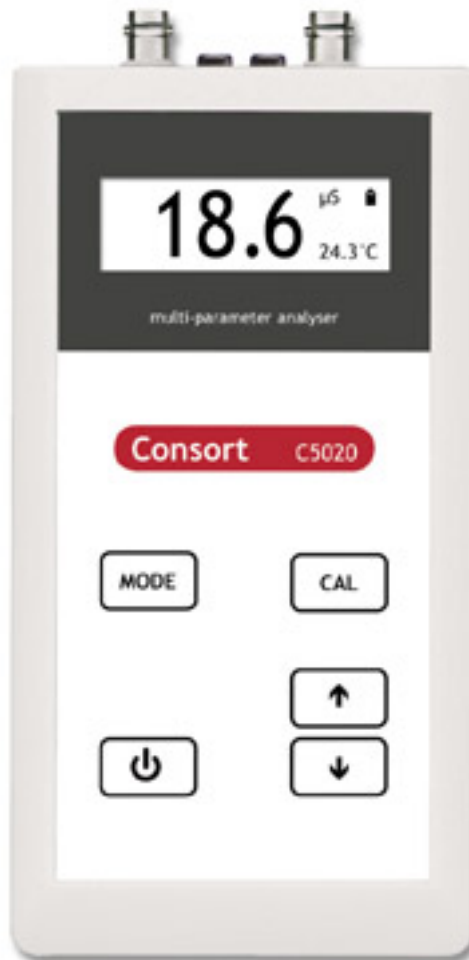 18.6 µS
24.3°C
multi-parameter analyser
Consort C5020
MODE CAL